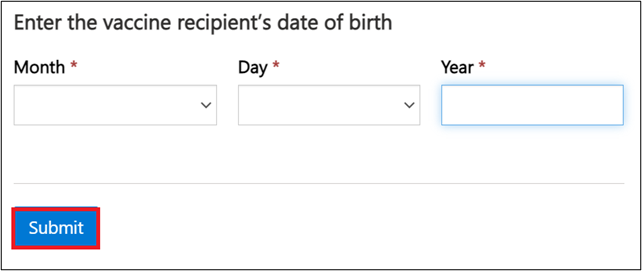 Enter the vaccine recipient’s date of birth
Month * Day * Year *
Submit